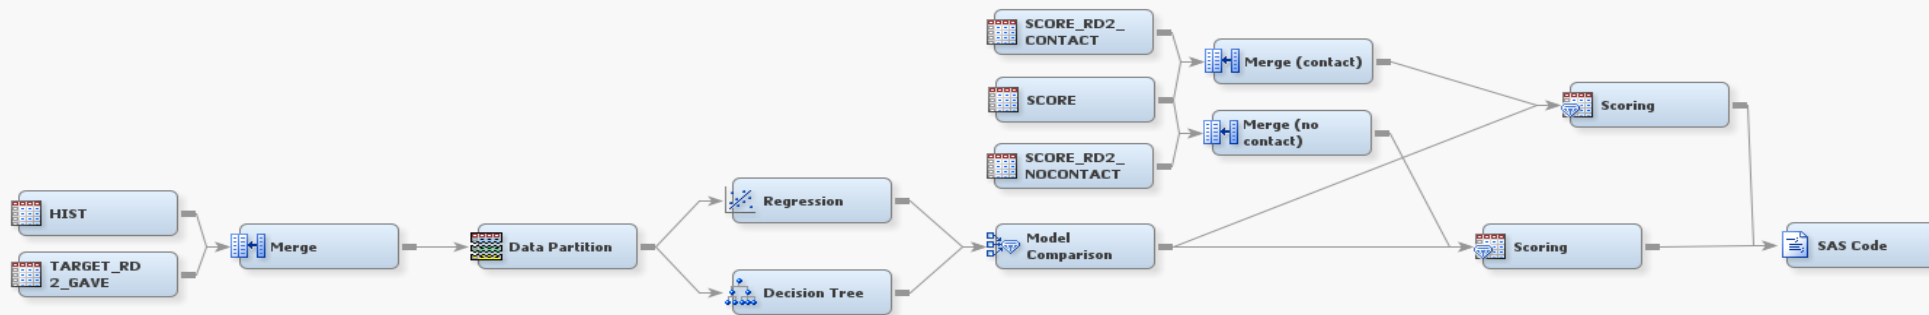 SCORE_RD2_
CONTACT
Merge (contact)
SCORE
Scoring
Merge (no
contact)
SCORE_RD2_
NOCONTACT
HIST
Regression
Merge
Data Partition
Model
Comparison
Scoring
SAS Code
TARGET_RD
2_GAVE
Decision Tree